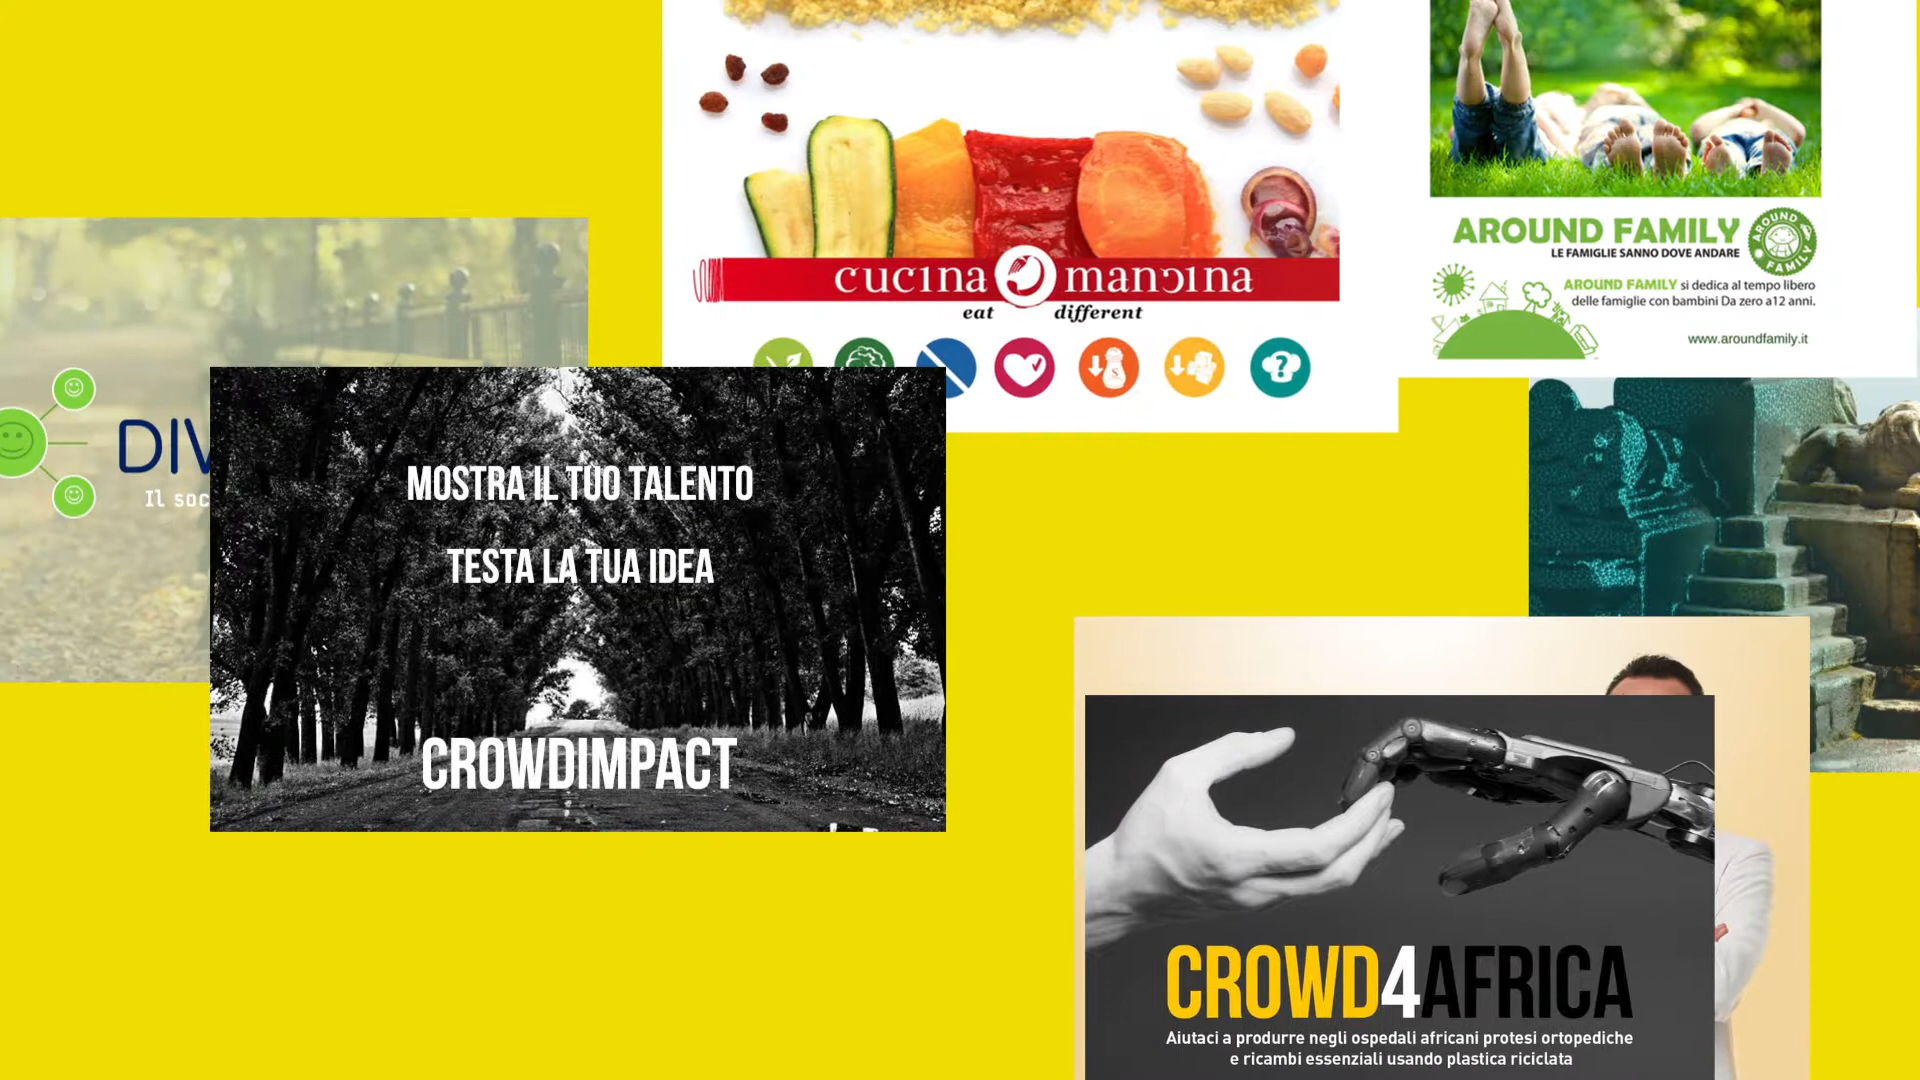 cucina mancina
eat different
AROUND FAMILY
LE FAMIGLIE SANNO DOVE ANDARE
AROUND FAMILY
AROUND FAMILY si dedica al tempo libero
delle famiglie con bambini Da zero a12 anni.
www.aroundfamily.it
DIV
Il soc
MOSTRA IL TUO TALENTO
TESTA LA TUA IDEA
CROWDIMPACT
CROWD4AFRICA
Aiutaci a produrre negli ospedali africani protesi ortopediche
e ricambi essenziali usando plastica riciclata